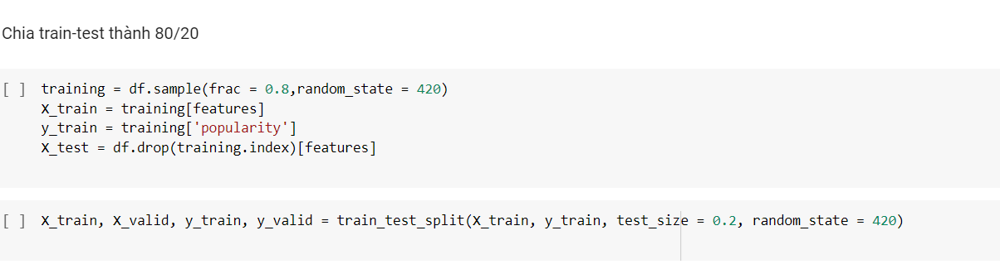 Chia train-test thành 80/20
[ ] training = df.sample(frac = 0.8,random_state = 420)
X_train = training[features]
y_train = training['popularity']
X_test = df.drop(training.index)[features]
[ ] X_train, X_valid, y_train, y_valid = train_test_split(X_train, y_train, test_size = 0.2, random_state = 420)